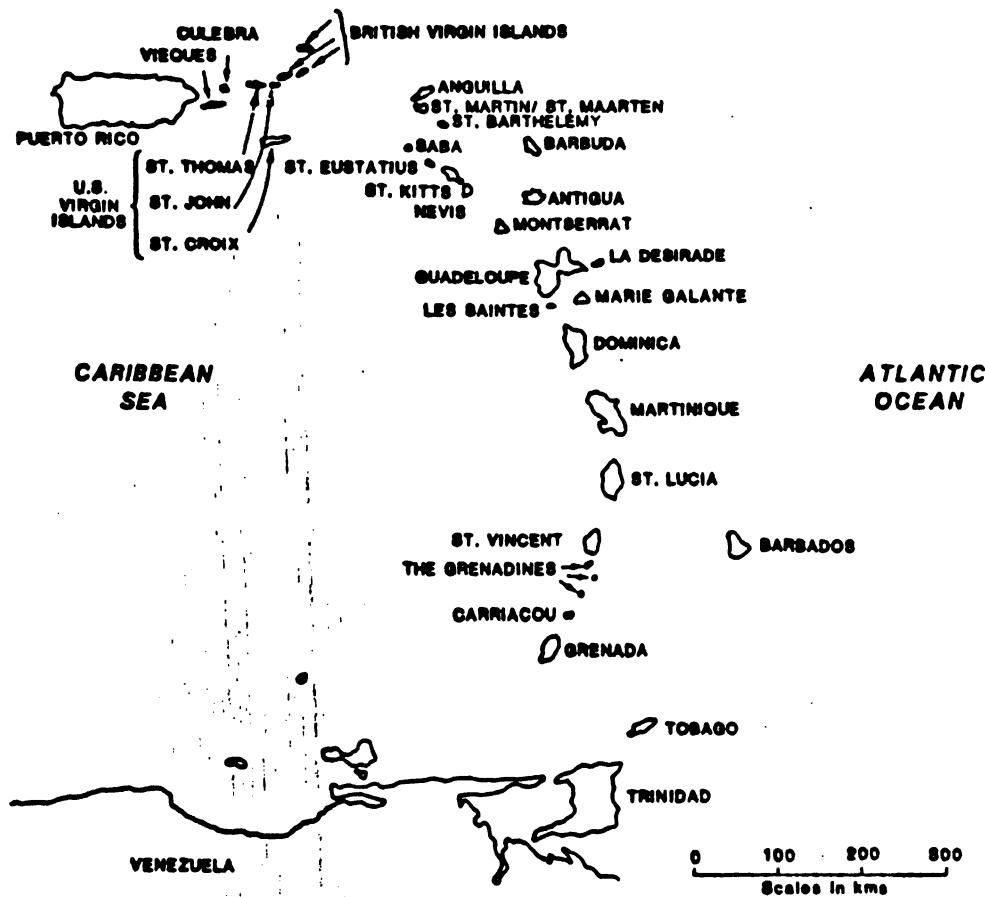 CULEBRA
VIEQUES
BRITISH VIRGIN ISLANDS
PUERTO RICO
ANGUILLA
ST. MARTIN/ ST. MAARTEN
ST. BARTHELÉMY
SABA
BARBUDA
ST. THOMAS
ST. EUSTATIUS
U.S.
VIRGIN
ISLANDS
ST. JOHN
ST. KITTS
NEVIS
ANTIGUA
MONTSERRAT
ST. CROIX
LA DESIRADE
GUADELOUPE
MARIE GALANTE
LES SAINTES
DOMINICA
CARIBBEAN
SEA
ATLANTIC
OCEAN
MARTINIQUE
ST. LUCIA
ST. VINCENT
BARBADOS
THE GRENADINES
CARRIACOU
GRENADA
TOBAGO
TRINIDAD
VENEZUELA
0 100 200 300
Scales in kms